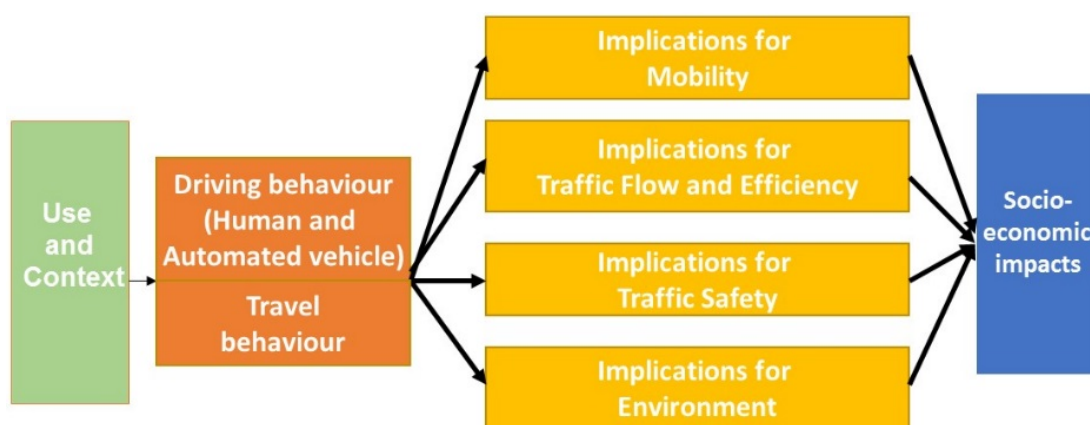 Use
and
Context
Driving behaviour
(Human and
Automated vehicle)
Travel
behaviour
Implications for
Mobility
Implications for
Traffic Flow and Efficiency
Implications for
Traffic Safety
Implications for
Environment
Socio-
economic
impacts